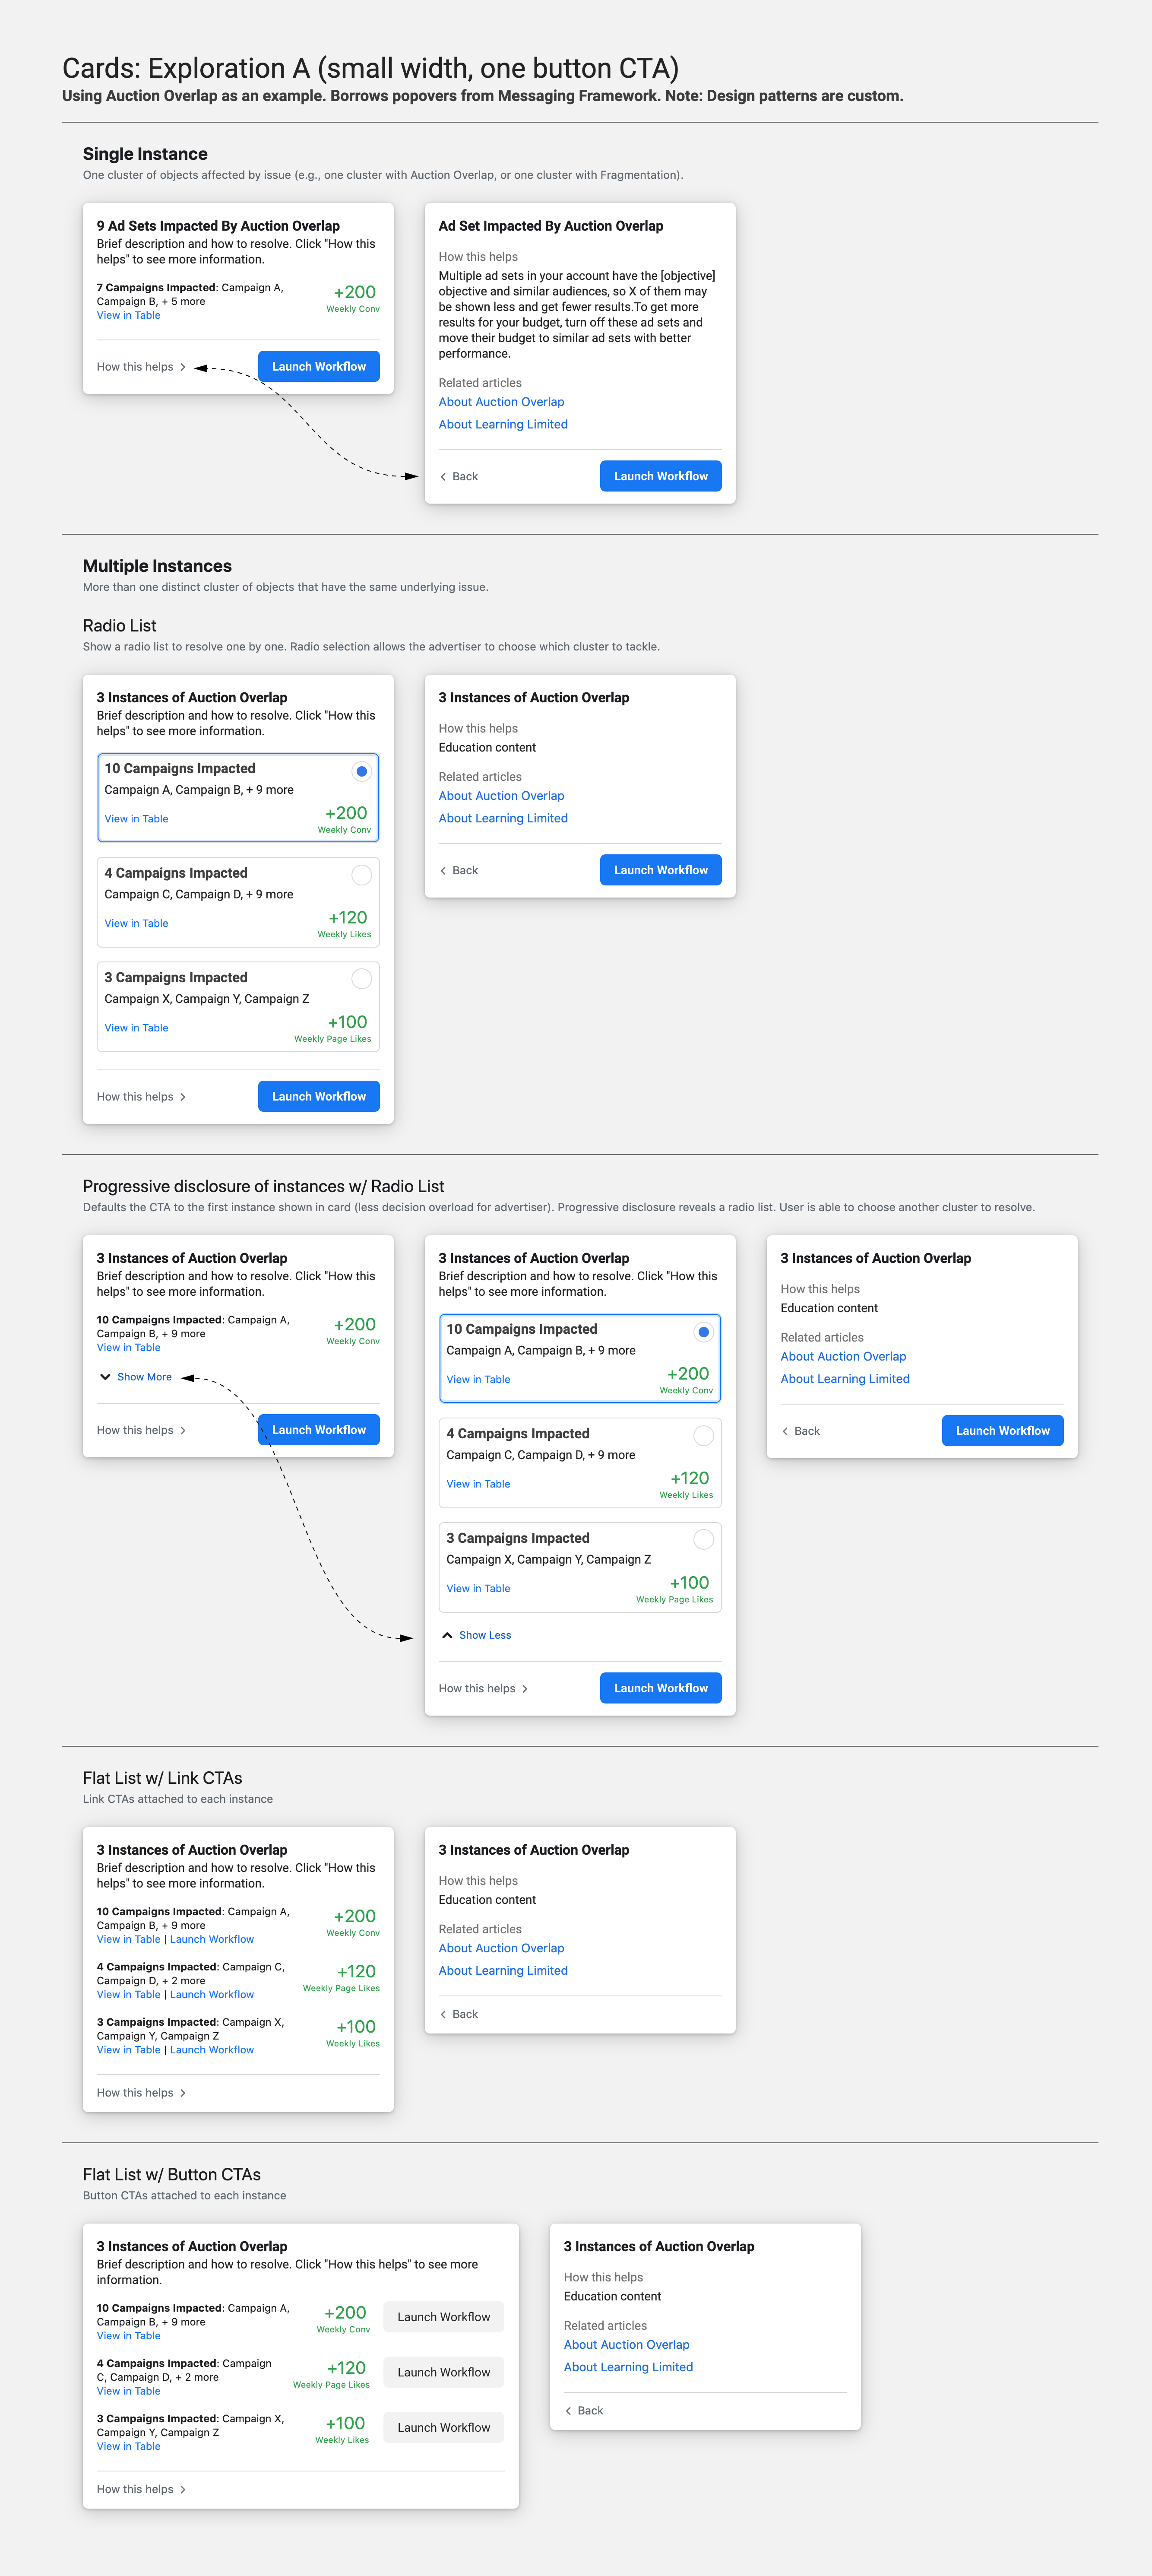 Cards: Exploration A (small width, one button CTA)
Using Auction Overlap as an example. Borrows popovers from Messaging Framework. Note: Design patterns are custom.
Single Instance
One cluster of objects affected by issue (e.g., one cluster with Auction Overlap, or one cluster with Fragmentation).
9 Ad Sets Impacted By Auction Overlap
Brief description and how to resolve. Click "How this
helps" to see more information.
7 Campaigns Impacted: Campaign A,
Campaign B, + 5 more
View in Table
+200
Weekly Conv
How this helps
Launch Workflow
Ad Set Impacted By Auction Overlap
How this helps
Multiple ad sets in your account have the [objective]
objective and similar audiences, so X of them may
be shown less and get fewer results.To get more
results for your budget, turn off these ad sets and
move their budget to similar ad sets with better
performance.
Related articles
About Auction Overlap
About Learning Limited
Back
Launch Workflow
Multiple Instances
More than one distinct cluster of objects that have the same underlying issue.
Radio List
Show a radio list to resolve one by one. Radio selection allows the advertiser to choose which cluster to tackle.
3 Instances of Auction Overlap
Brief description and how to resolve. Click "How this
helps" to see more information.
10 Campaigns Impacted
Campaign A, Campaign B, + 9 more
View in Table
+200
Weekly Conv
4 Campaigns Impacted
Campaign C, Campaign D, + 9 more
View in Table
+120
Weekly Likes
3 Campaigns Impacted
Campaign X, Campaign Y, Campaign Z
View in Table
+100
Weekly Page Likes
How this helps
Launch Workflow
3 Instances of Auction Overlap
How this helps
Education content
Related articles
About Auction Overlap
About Learning Limited
Back
Launch Workflow
Progressive disclosure of instances w/ Radio List
Defaults the CTA to the first instance shown in card (less decision overload for advertiser). Progressive disclosure reveals a radio list. User is able to choose another cluster to resolve.
3 Instances of Auction Overlap
Brief description and how to resolve. Click "How this
helps" to see more information.
10 Campaigns Impacted: Campaign A,
Campaign B, + 9 more
View in Table
+200
Weekly Conv
Show More
How this helps
Launch Workflow
3 Instances of Auction Overlap
Brief description and how to resolve. Click "How this
helps" to see more information.
10 Campaigns Impacted
Campaign A, Campaign B, + 9 more
View in Table
+200
Weekly Conv
4 Campaigns Impacted
Campaign C, Campaign D, + 9 more
View in Table
+120
Weekly Likes
3 Campaigns Impacted
Campaign X, Campaign Y, Campaign Z
View in Table
+100
Weekly Page Likes
Show Less
How this helps
Launch Workflow
3 Instances of Auction Overlap
How this helps
Education content
Related articles
About Auction Overlap
About Learning Limited
Back
Launch Workflow
Flat List w/ Link CTAs
Link CTAs attached to each instance
3 Instances of Auction Overlap
Brief description and how to resolve. Click "How this
helps" to see more information.
10 Campaigns Impacted: Campaign A,
Campaign B, + 9 more
View in Table | Launch Workflow
+200
Weekly Conv
4 Campaigns Impacted: Campaign C,
Campaign D, + 2 more
View in Table | Launch Workflow
+120
Weekly Page Likes
3 Campaigns Impacted: Campaign X,
Campaign Y, Campaign Z
View in Table | Launch Workflow
+100
Weekly Likes
How this helps
3 Instances of Auction Overlap
How this helps
Education content
Related articles
About Auction Overlap
About Learning Limited
Back
Flat List w/ Button CTAs
Button CTAs attached to each instance
3 Instances of Auction Overlap
Brief description and how to resolve. Click "How this helps" to see more
information.
10 Campaigns Impacted: Campaign A,
Campaign B, + 9 more
View in Table
+200
Weekly Conv
Launch Workflow
4 Campaigns Impacted: Campaign
C, Campaign D, + 2 more
View in Table
+120
Weekly Page Likes
Launch Workflow
3 Campaigns Impacted: Campaign X,
Campaign Y, Campaign Z
View in Table
+100
Weekly Likes
Launch Workflow
How this helps
3 Instances of Auction Overlap
How this helps
Education content
Related articles
About Auction Overlap
About Learning Limited
Back